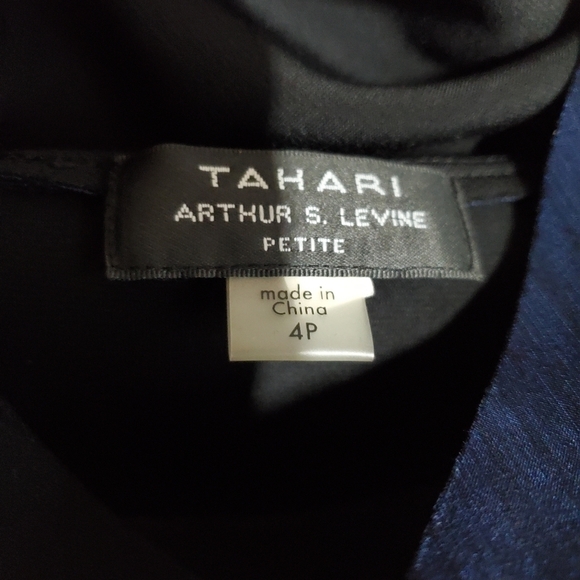 TAHARI
ARTHUR S. LEVINE
PETITE
made in
China
4P